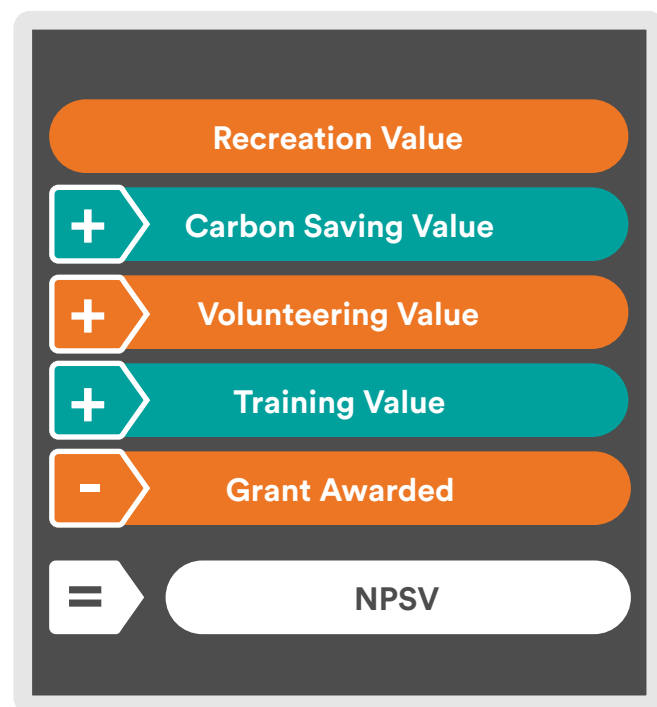 Recreation Value
+ Carbon Saving Value
+ Volunteering Value
+ Training Value
- Grant Awarded
= NPSV